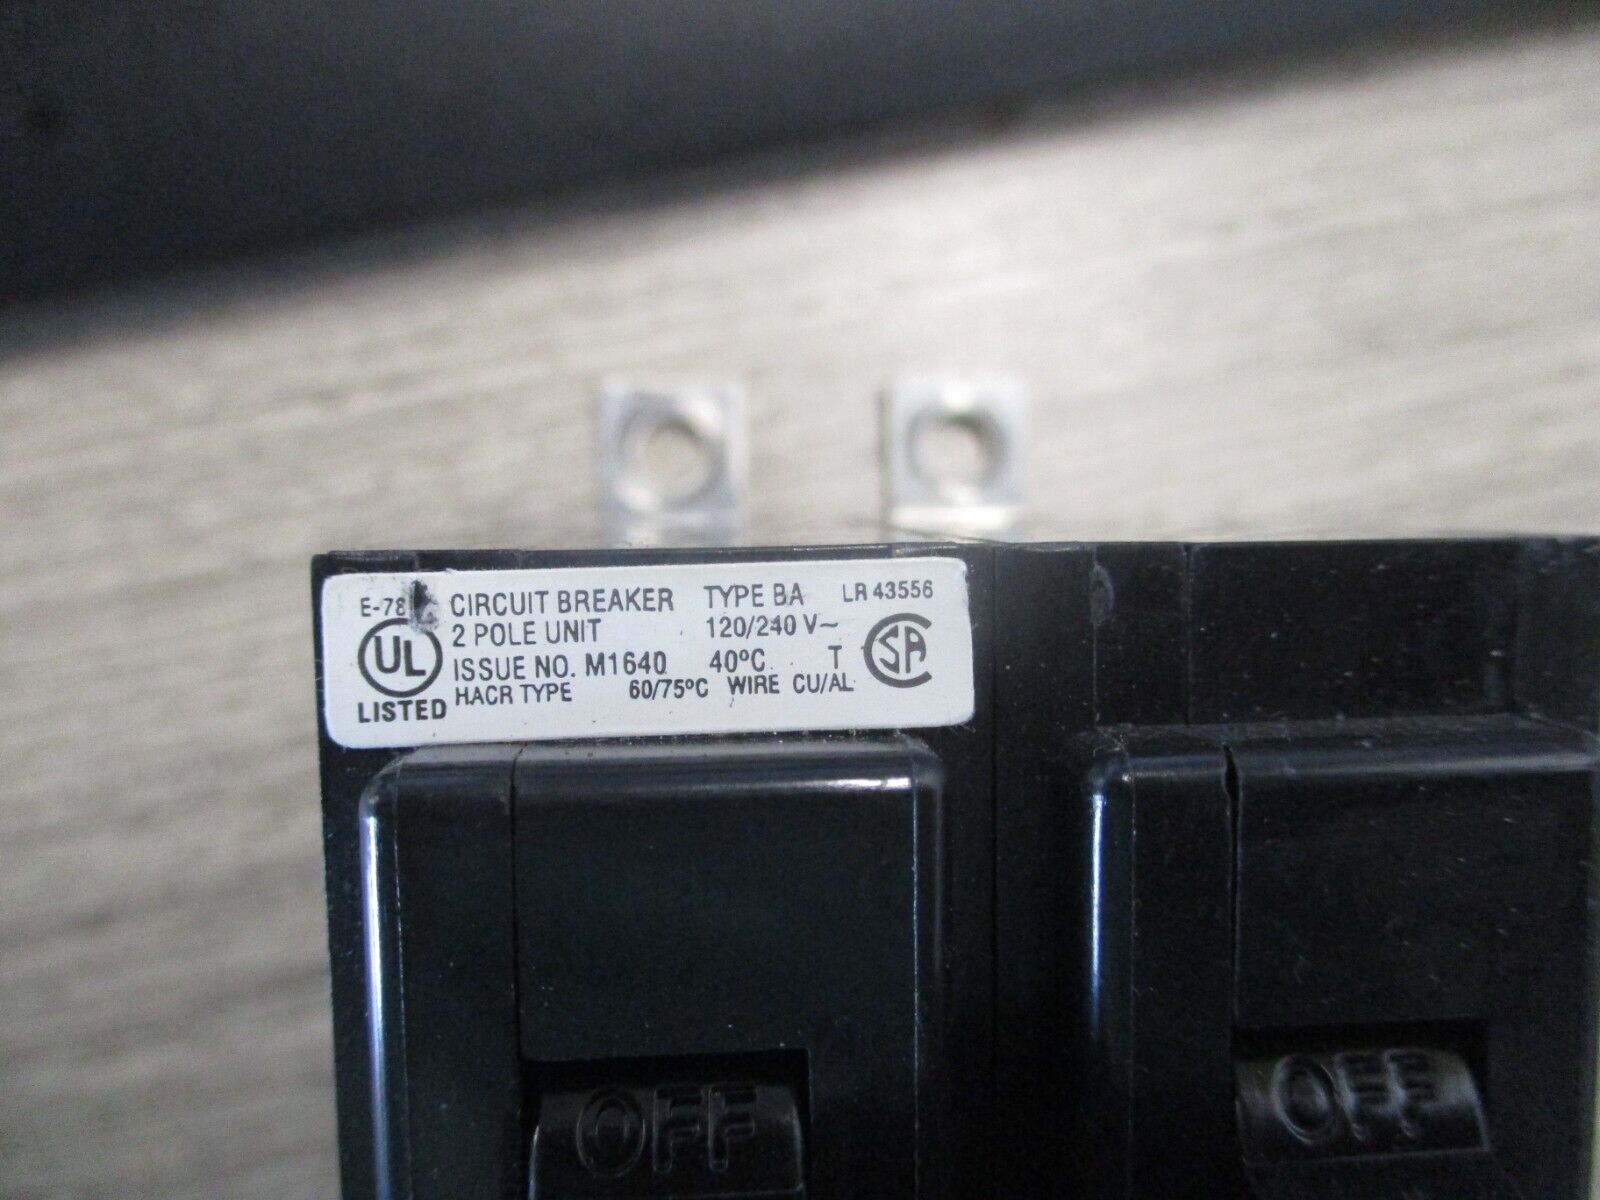 E-78 CIRCUIT BREAKER TYPE BA LR 43556
2 POLE UNIT 120/240 V~
UL ISSUE NO. M1640 40°C T CSA
HACR TYPE 60/75°C WIRE CU/AL
LISTED
OFF OFF